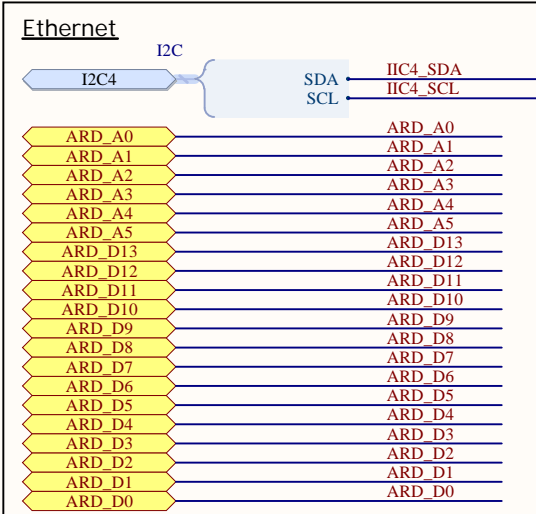 Ethernet
I2C
I2C4 SDA IIC4_SDA
SCL IIC4_SCL
ARD_A0 ARD_A0
ARD_A1 ARD_A1
ARD_A2 ARD_A2
ARD_A3 ARD_A3
ARD_A4 ARD_A4
ARD_A5 ARD_A5
ARD_D13 ARD_D13
ARD_D12 ARD_D12
ARD_D11 ARD_D11
ARD_D10 ARD_D10
ARD_D9 ARD_D9
ARD_D8 ARD_D8
ARD_D7 ARD_D7
ARD_D6 ARD_D6
ARD_D5 ARD_D5
ARD_D4 ARD_D4
ARD_D3 ARD_D3
ARD_D2 ARD_D2
ARD_D1 ARD_D1
ARD_D0 ARD_D0